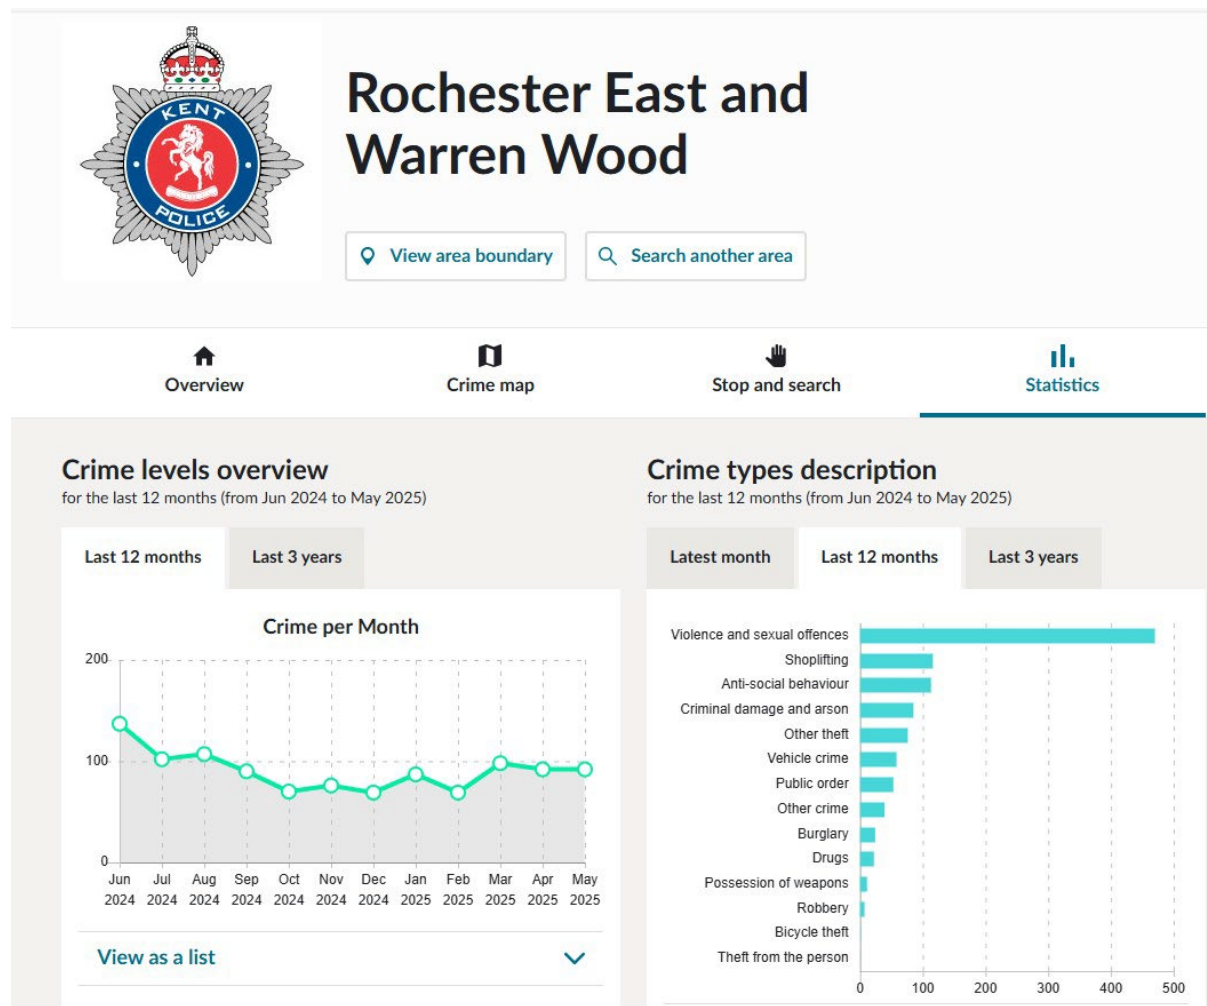 KENT
POLICE
Rochester East and
Warren Wood
View area boundary
Search another area
Overview
Crime map
Stop and search
Statistics
Crime levels overview
for the last 12 months (from Jun 2024 to May 2025)
Last 12 months
Last 3 years
Crime per Month
200
100
0
Jun Jul Aug Sep Oct Nov Dec Jan Feb Mar Apr May
2024 2024 2024 2024 2024 2024 2024 2025 2025 2025 2025 2025
View as a list
Crime types description
for the last 12 months (from Jun 2024 to May 2025)
Latest month
Last 12 months
Last 3 years
Violence and sexual offences
Shoplifting
Anti-social behaviour
Criminal damage and arson
Other theft
Vehicle crime
Public order
Other crime
Burglary
Drugs
Possession of weapons
Robbery
Bicycle theft
Theft from the person
0 100 200 300 400 500